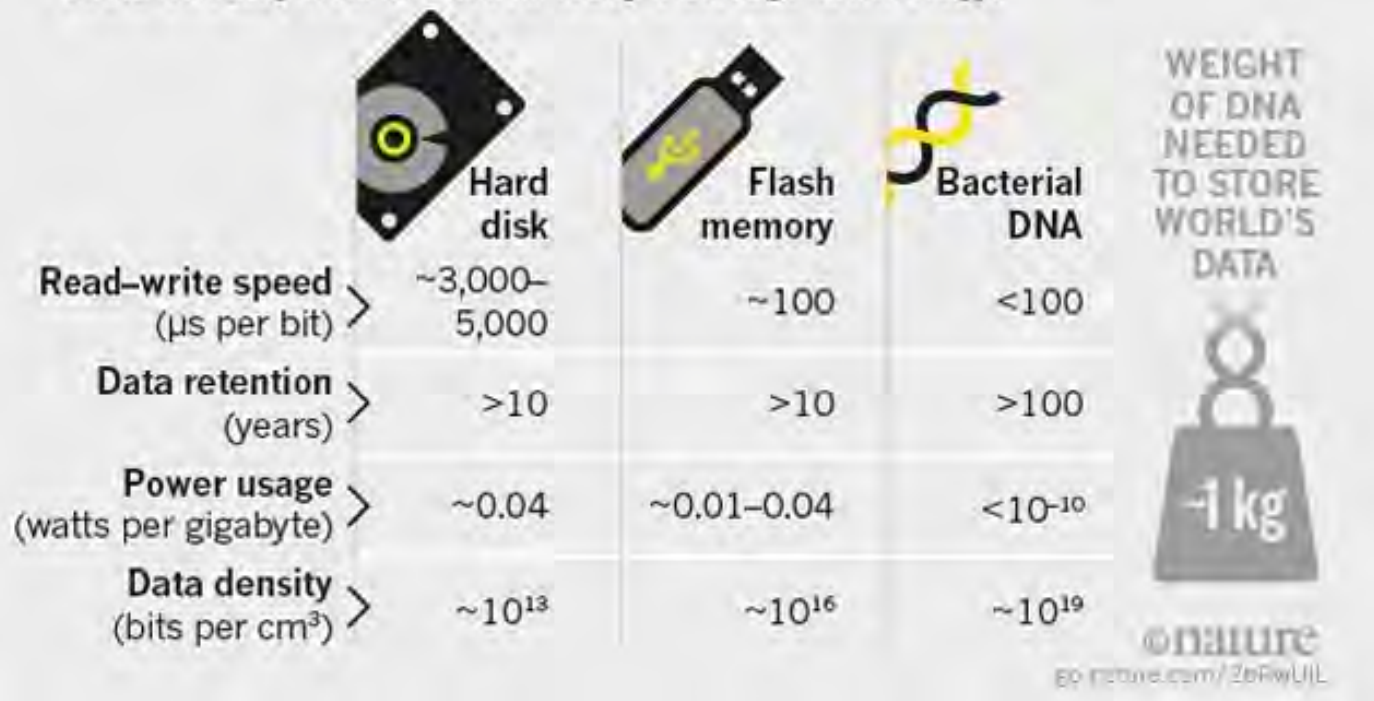 Hard
disk
Flash
memory
Bacterial
DNA
Read–write speed
(µs per bit)
~3,000–
5,000
~100
<100
Data retention
(years)
>10
>10
>100
Power usage
(watts per gigabyte)
~0.04
~0.01–0.04
<10⁻¹⁰
Data density
(bits per cm³)
~10¹³
~10¹⁶
~10¹⁹
WEIGHT
OF DNA
NEEDED
TO STORE
WORLD'S
DATA
~1 kg
©nature